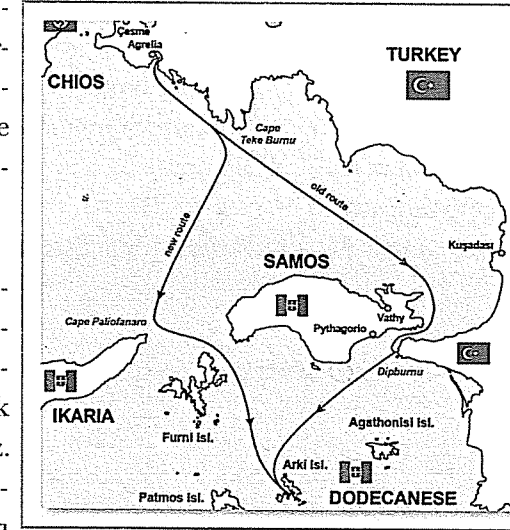 Çeşme
Agrelia
TURKEY
CHIOS
Cape
Teke Burnu
old route
new route
Kuşadası
SAMOS
Vathy
Cape Paliofanaro
Pythagorio
Dipburnu
IKARIA
Furni Isl.
Agathonisi Isl.
Arki Isl.
Patmos Isl.
DODECANESE